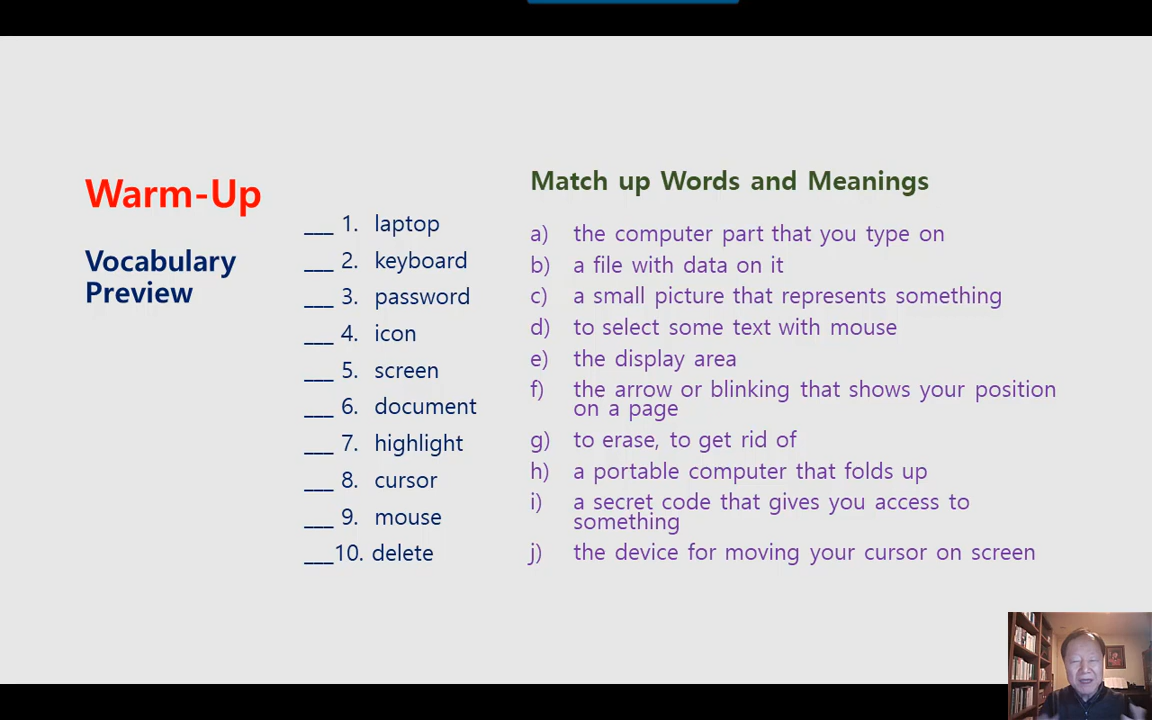 Warm-Up
Vocabulary
Preview
___ 1. laptop
___ 2. keyboard
___ 3. password
___ 4. icon
___ 5. screen
___ 6. document
___ 7. highlight
___ 8. cursor
___ 9. mouse
___10. delete
Match up Words and Meanings
a) the computer part that you type on
b) a file with data on it
c) a small picture that represents something
d) to select some text with mouse
e) the display area
f) the arrow or blinking that shows your position
on a page
g) to erase, to get rid of
h) a portable computer that folds up
i) a secret code that gives you access to
something
j) the device for moving your cursor on screen